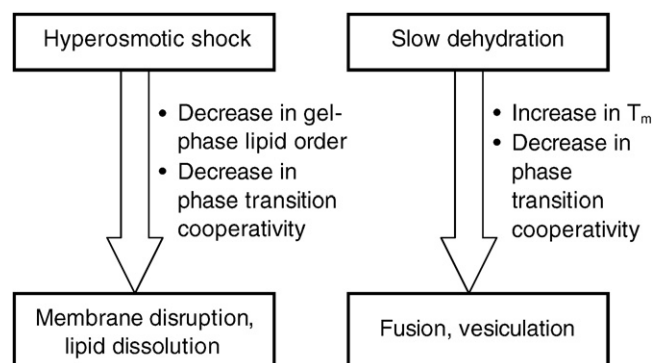 Hyperosmotic shock
• Decrease in gel-
phase lipid order
• Decrease in
phase transition
cooperativity
Membrane disruption,
lipid dissolution
Slow dehydration
• Increase in Tm
• Decrease in
phase
transition
cooperativity
Fusion, vesiculation